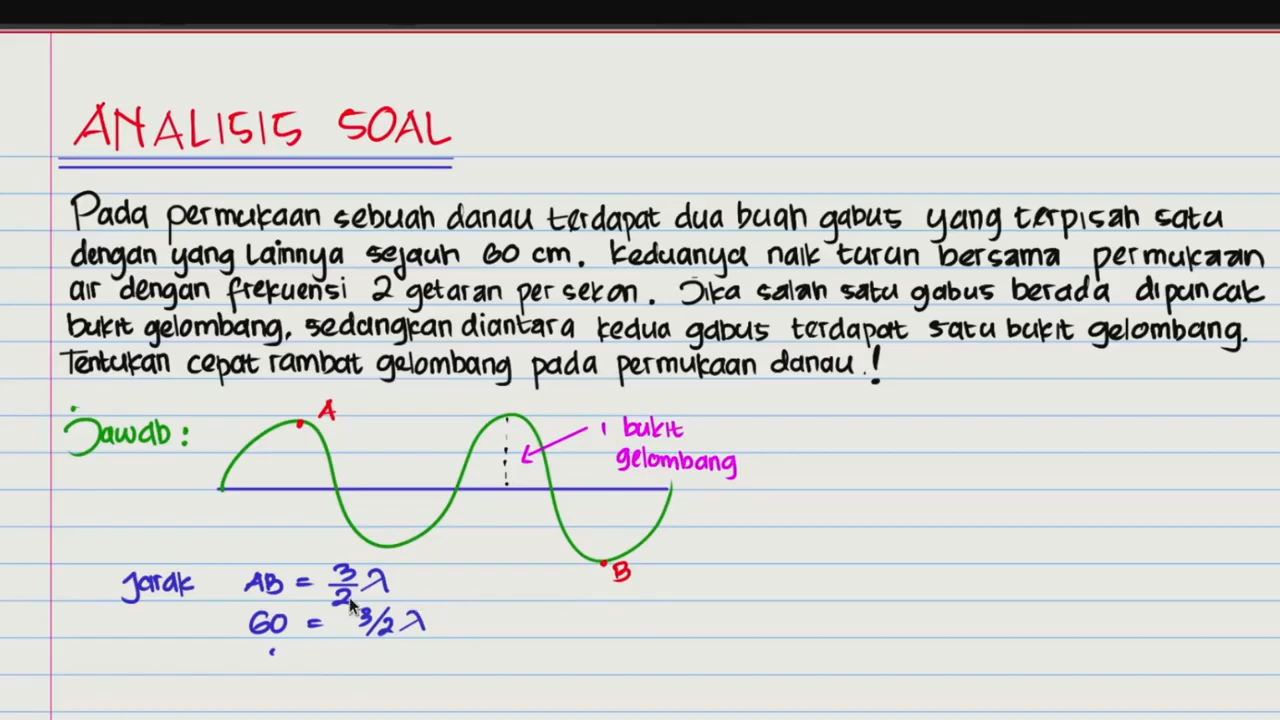 ANALISIS SOAL
Pada permukaan sebuah danau terdapat dua buah gabus yang terpisah satu
dengan yang lainnya sejauh 60 cm. Keduanya naik turun bersama permukaan
air dengan frekuensi 2 getaran per sekon. Jika salah satu gabus berada dipuncak
bukit gelombang, sedangkan diantara kedua gabus terdapat satu bukit gelombang.
Tentukan cepat rambat gelombang pada permukaan danau.!
Jawab:
A
1 bukit
gelombang
B
Jarak AB = 3/2 λ
60 = 3/2 λ